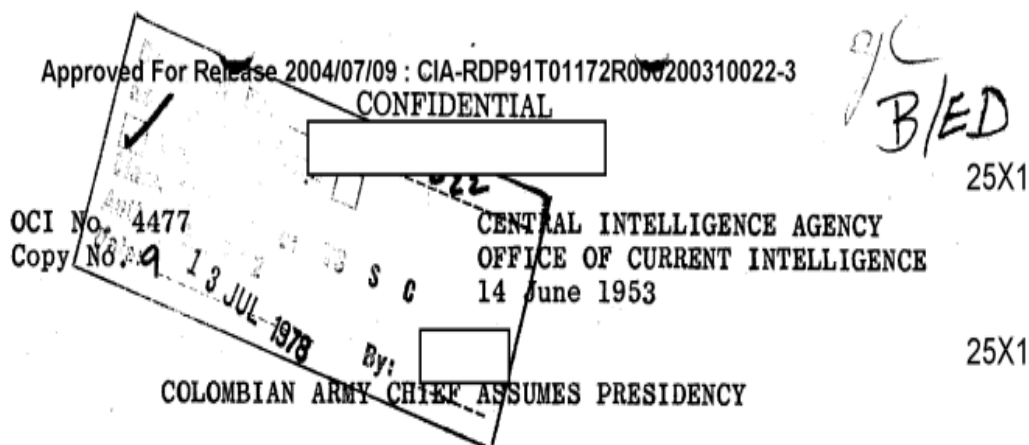 Approved For Release 2004/07/09 : CIA-RDP91T01172R000200310022-3
CONFIDENTIAL
B/ED
25X1
022
OCI No. 4477
CENTRAL INTELLIGENCE AGENCY
Copy No. 9
OFFICE OF CURRENT INTELLIGENCE
14 June 1953
13 JUL 1978
By:
25X1
COLOMBIAN ARMY CHIEF ASSUMES PRESIDENCY